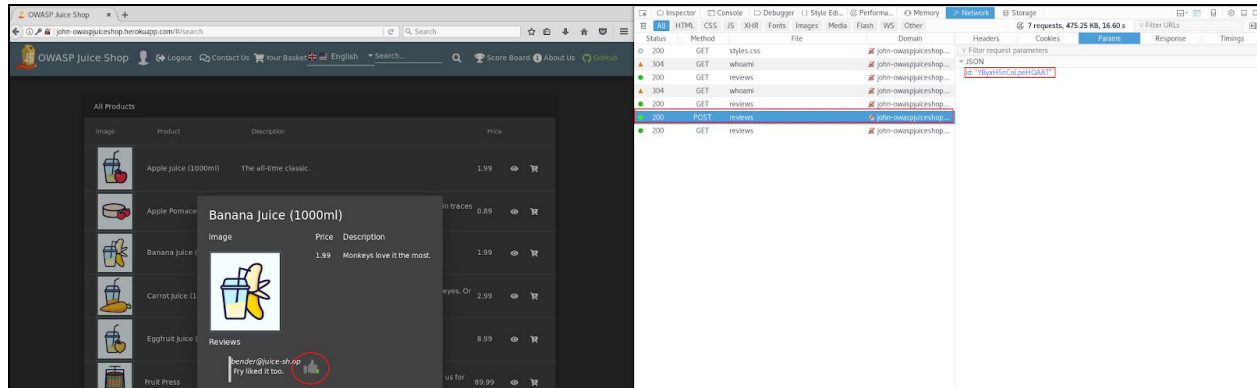 OWASP Juice Shop
john-owaspjuiceshop.herokuapp.com/#/search
Search
OWASP Juice Shop Logout Contact Us Your Basket English Search... Score Board About Us GitHub
All Products
Image Product Description Price
Apple Juice (1000ml) The all-time classic. 1.99
Apple Pomace in traces 0.89
Banana Juice ( 1.99
Carrot Juice (1 eyes. Or 2.99
Eggfruit Juice 8.99
Fruit Press us for 89.99
Banana Juice (1000ml)
Image Price Description
1.99 Monkeys love it the most.
Reviews
bender@juice-sh.op
Fry liked it too.
Inspector Console Debugger {} Style Edi... Performa... Memory Network Storage
All HTML CSS JS XHR Fonts Images Media Flash WS Other 7 requests, 475.25 KB, 16.60 s Filter URLs
Status Method File Domain
200 GET styles.css john-owaspjuiceshop....
304 GET whoami john-owaspjuiceshop....
200 GET reviews john-owaspjuiceshop....
304 GET whoami john-owaspjuiceshop....
200 GET reviews john-owaspjuiceshop....
200 POST reviews john-owaspjuiceshop....
200 GET reviews john-owaspjuiceshop....
Headers Cookies Params Response Timings
Filter request parameters
JSON